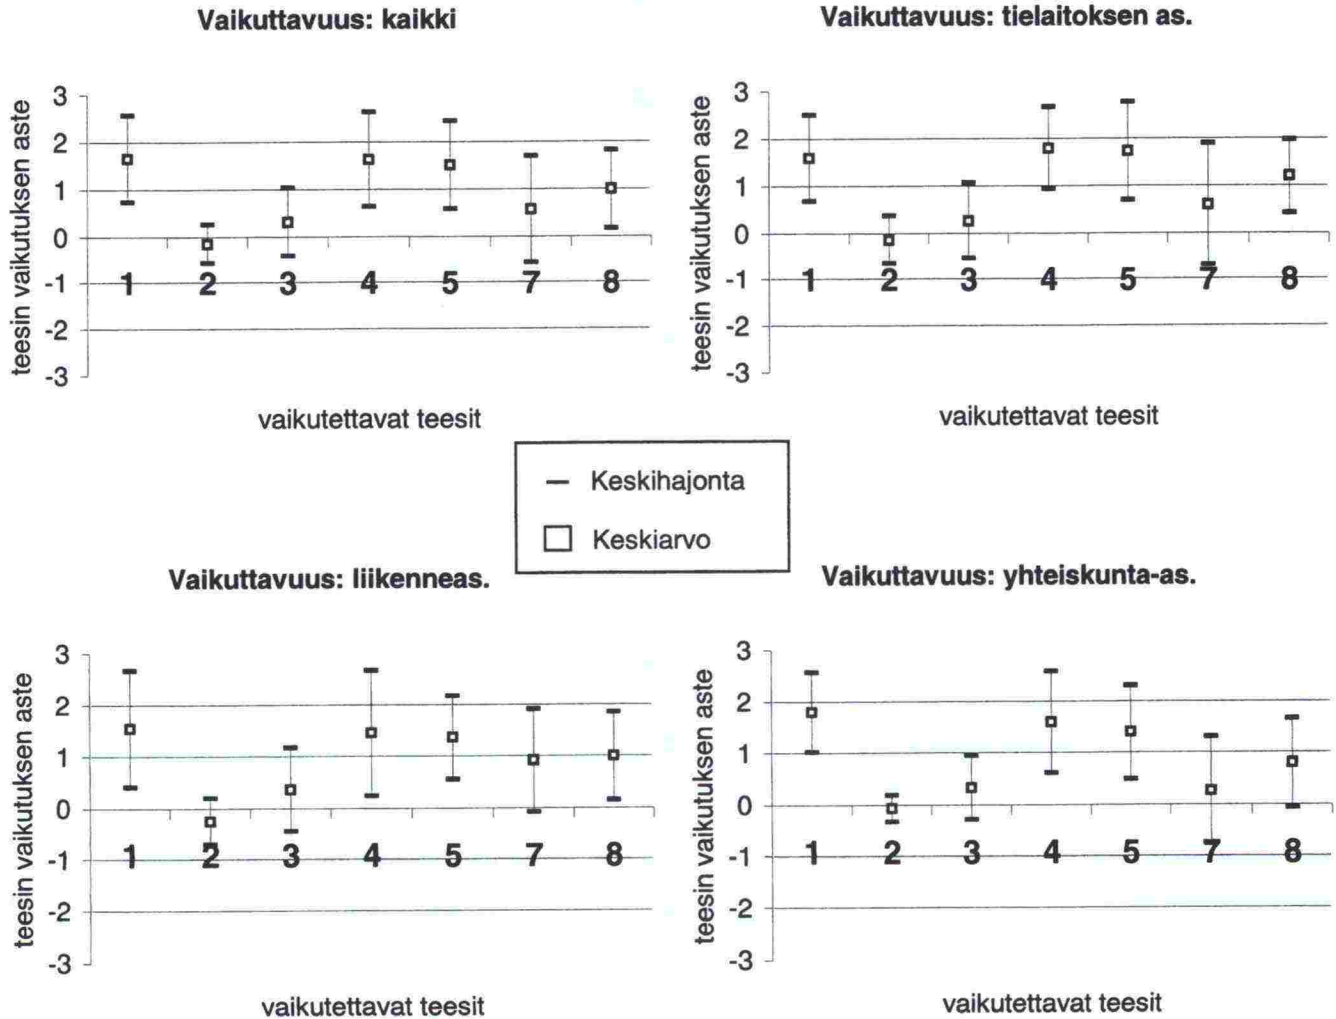 Vaikuttavuus: kaikki
teesin vaikutuksen aste
3
2
1
0
-1
-2
-3
1 2 3 4 5 7 8
vaikutettavat teesit
Vaikuttavuus: tielaitoksen as.
teesin vaikutuksen aste
3
2
1
0
-1
-2
-3
1 2 3 4 5 7 8
vaikutettavat teesit
Keskihajonta
Keskiarvo
Vaikuttavuus: liikenneas.
teesin vaikutuksen aste
3
2
1
0
-1
-2
-3
1 2 3 4 5 7 8
vaikutettavat teesit
Vaikuttavuus: yhteiskunta-as.
teesin vaikutuksen aste
3
2
1
0
-1
-2
-3
1 2 3 4 5 7 8
vaikutettavat teesit